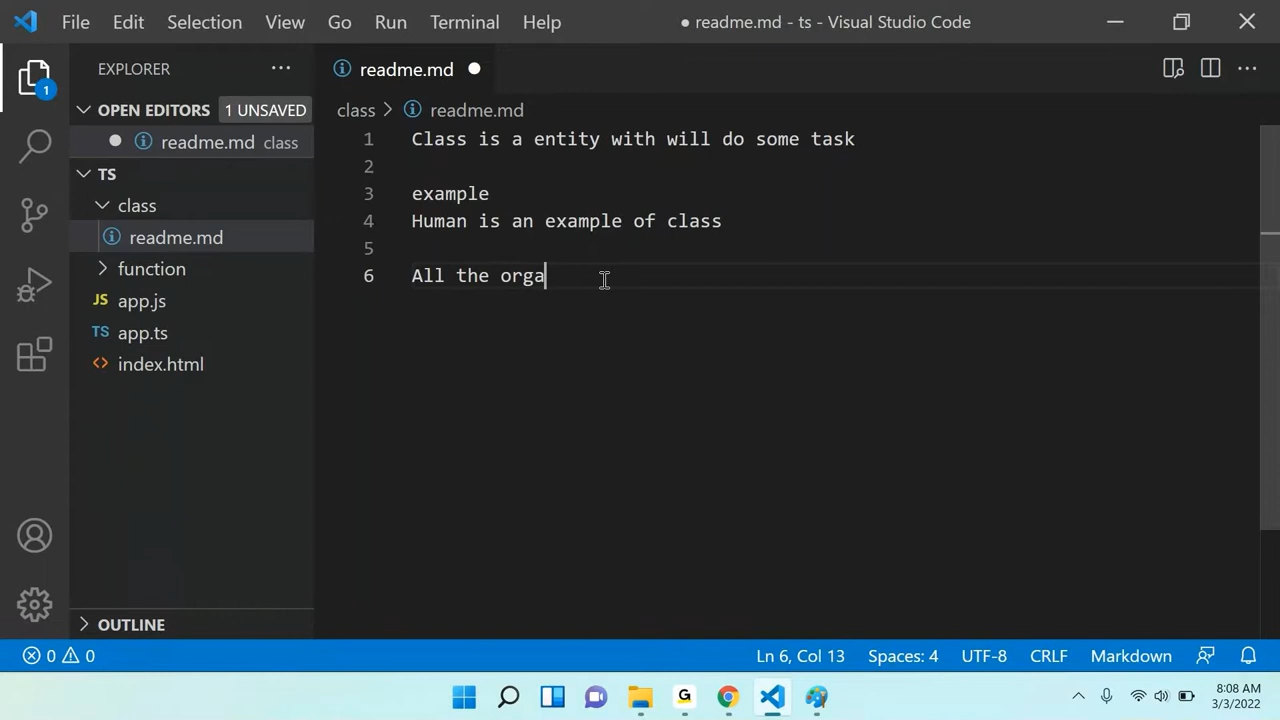 File Edit Selection View Go Run Terminal Help ● readme.md - ts - Visual Studio Code
EXPLORER ···
readme.md
1
OPEN EDITORS 1 UNSAVED
readme.md class
TS
class
readme.md
function
JS app.js
TS app.ts
index.html
OUTLINE
class > readme.md
1 Class is a entity with will do some task
2
3 example
4 Human is an example of class
5
6 All the orga
0 0 Ln 6, Col 13 Spaces: 4 UTF-8 CRLF Markdown
G
8:08 AM
3/3/2022